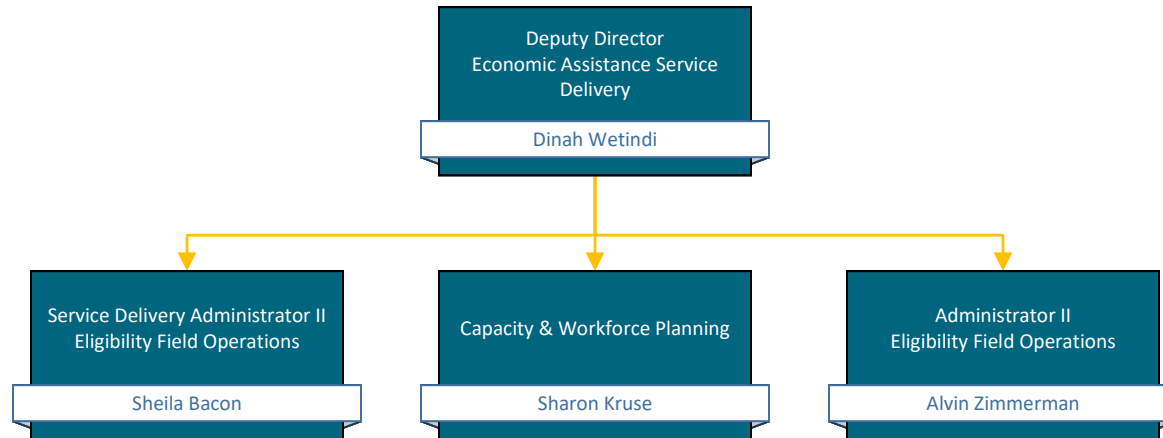 Deputy Director
Economic Assistance Service
Delivery
Dinah Wetindi
Service Delivery Administrator II
Eligibility Field Operations
Sheila Bacon
Capacity & Workforce Planning
Sharon Kruse
Administrator II
Eligibility Field Operations
Alvin Zimmerman